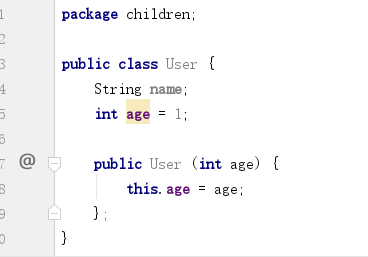 1 package children;
2
3 public class User {
4 String name;
5 int age = 1;
6
7 @ public User (int age) {
8 this.age = age;
9 };
0 }